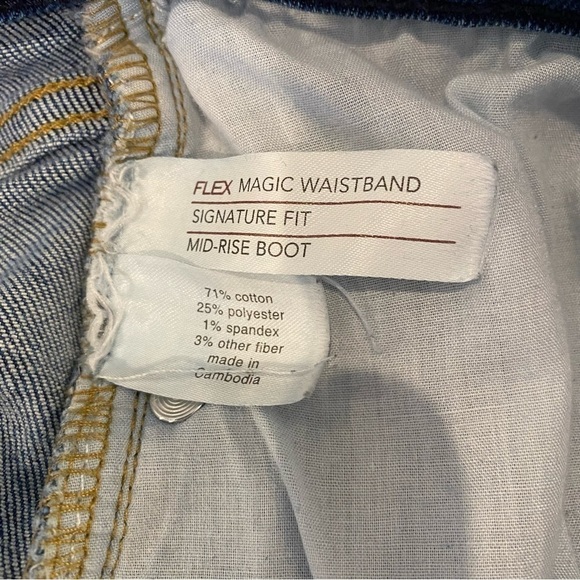 FLEX MAGIC WAISTBAND
SIGNATURE FIT
MID-RISE BOOT
71% cotton
25% polyester
1% spandex
3% other fiber
made in
Cambodia